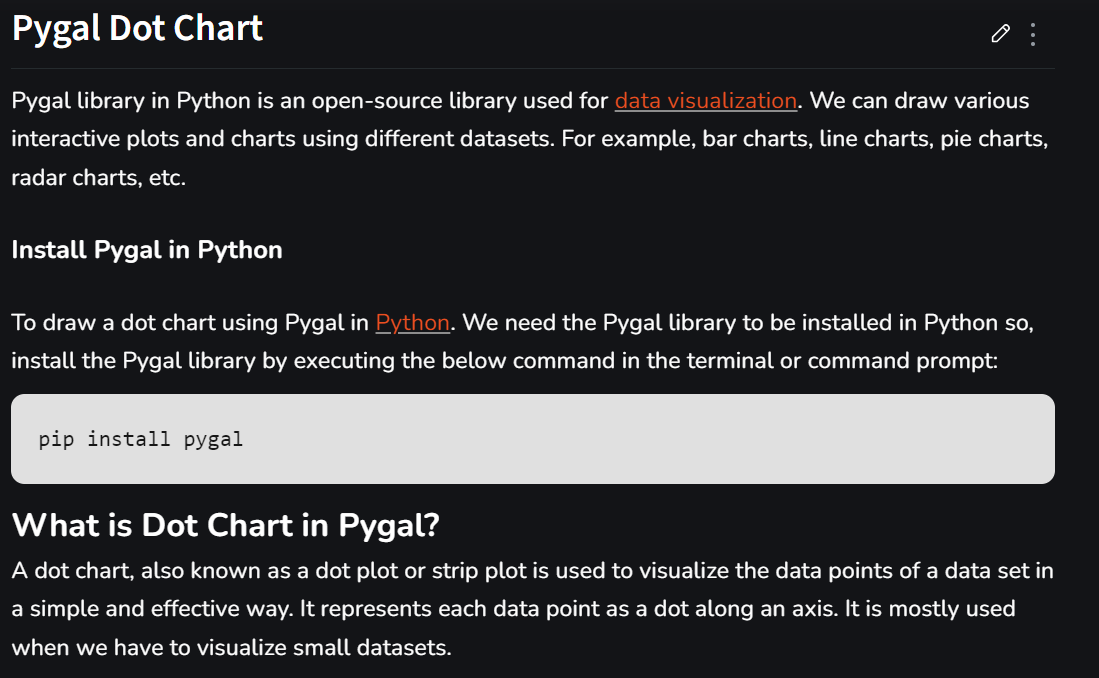 Pygal Dot Chart
Pygal library in Python is an open-source library used for data visualization. We can draw various
interactive plots and charts using different datasets. For example, bar charts, line charts, pie charts,
radar charts, etc.
Install Pygal in Python
To draw a dot chart using Pygal in Python. We need the Pygal library to be installed in Python so,
install the Pygal library by executing the below command in the terminal or command prompt:
pip install pygal
What is Dot Chart in Pygal?
A dot chart, also known as a dot plot or strip plot is used to visualize the data points of a data set in
a simple and effective way. It represents each data point as a dot along an axis. It is mostly used
when we have to visualize small datasets.